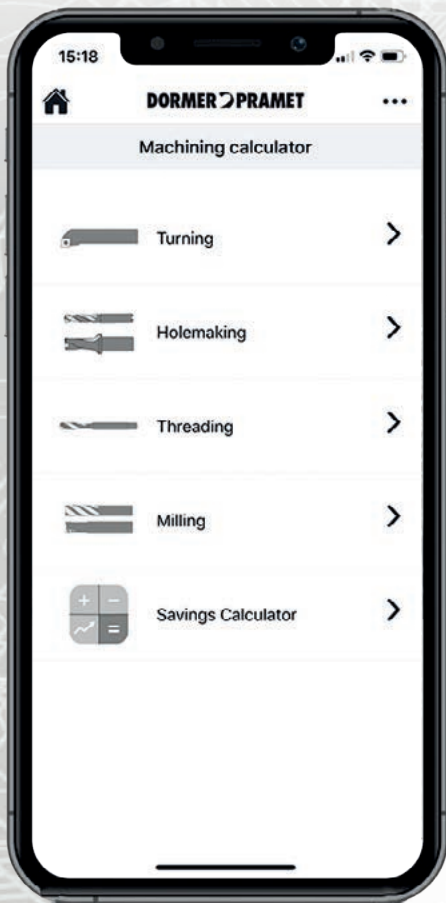 15:18
DORMER PRAMET
Machining calculator
Turning
Holemaking
Threading
Milling
Savings Calculator